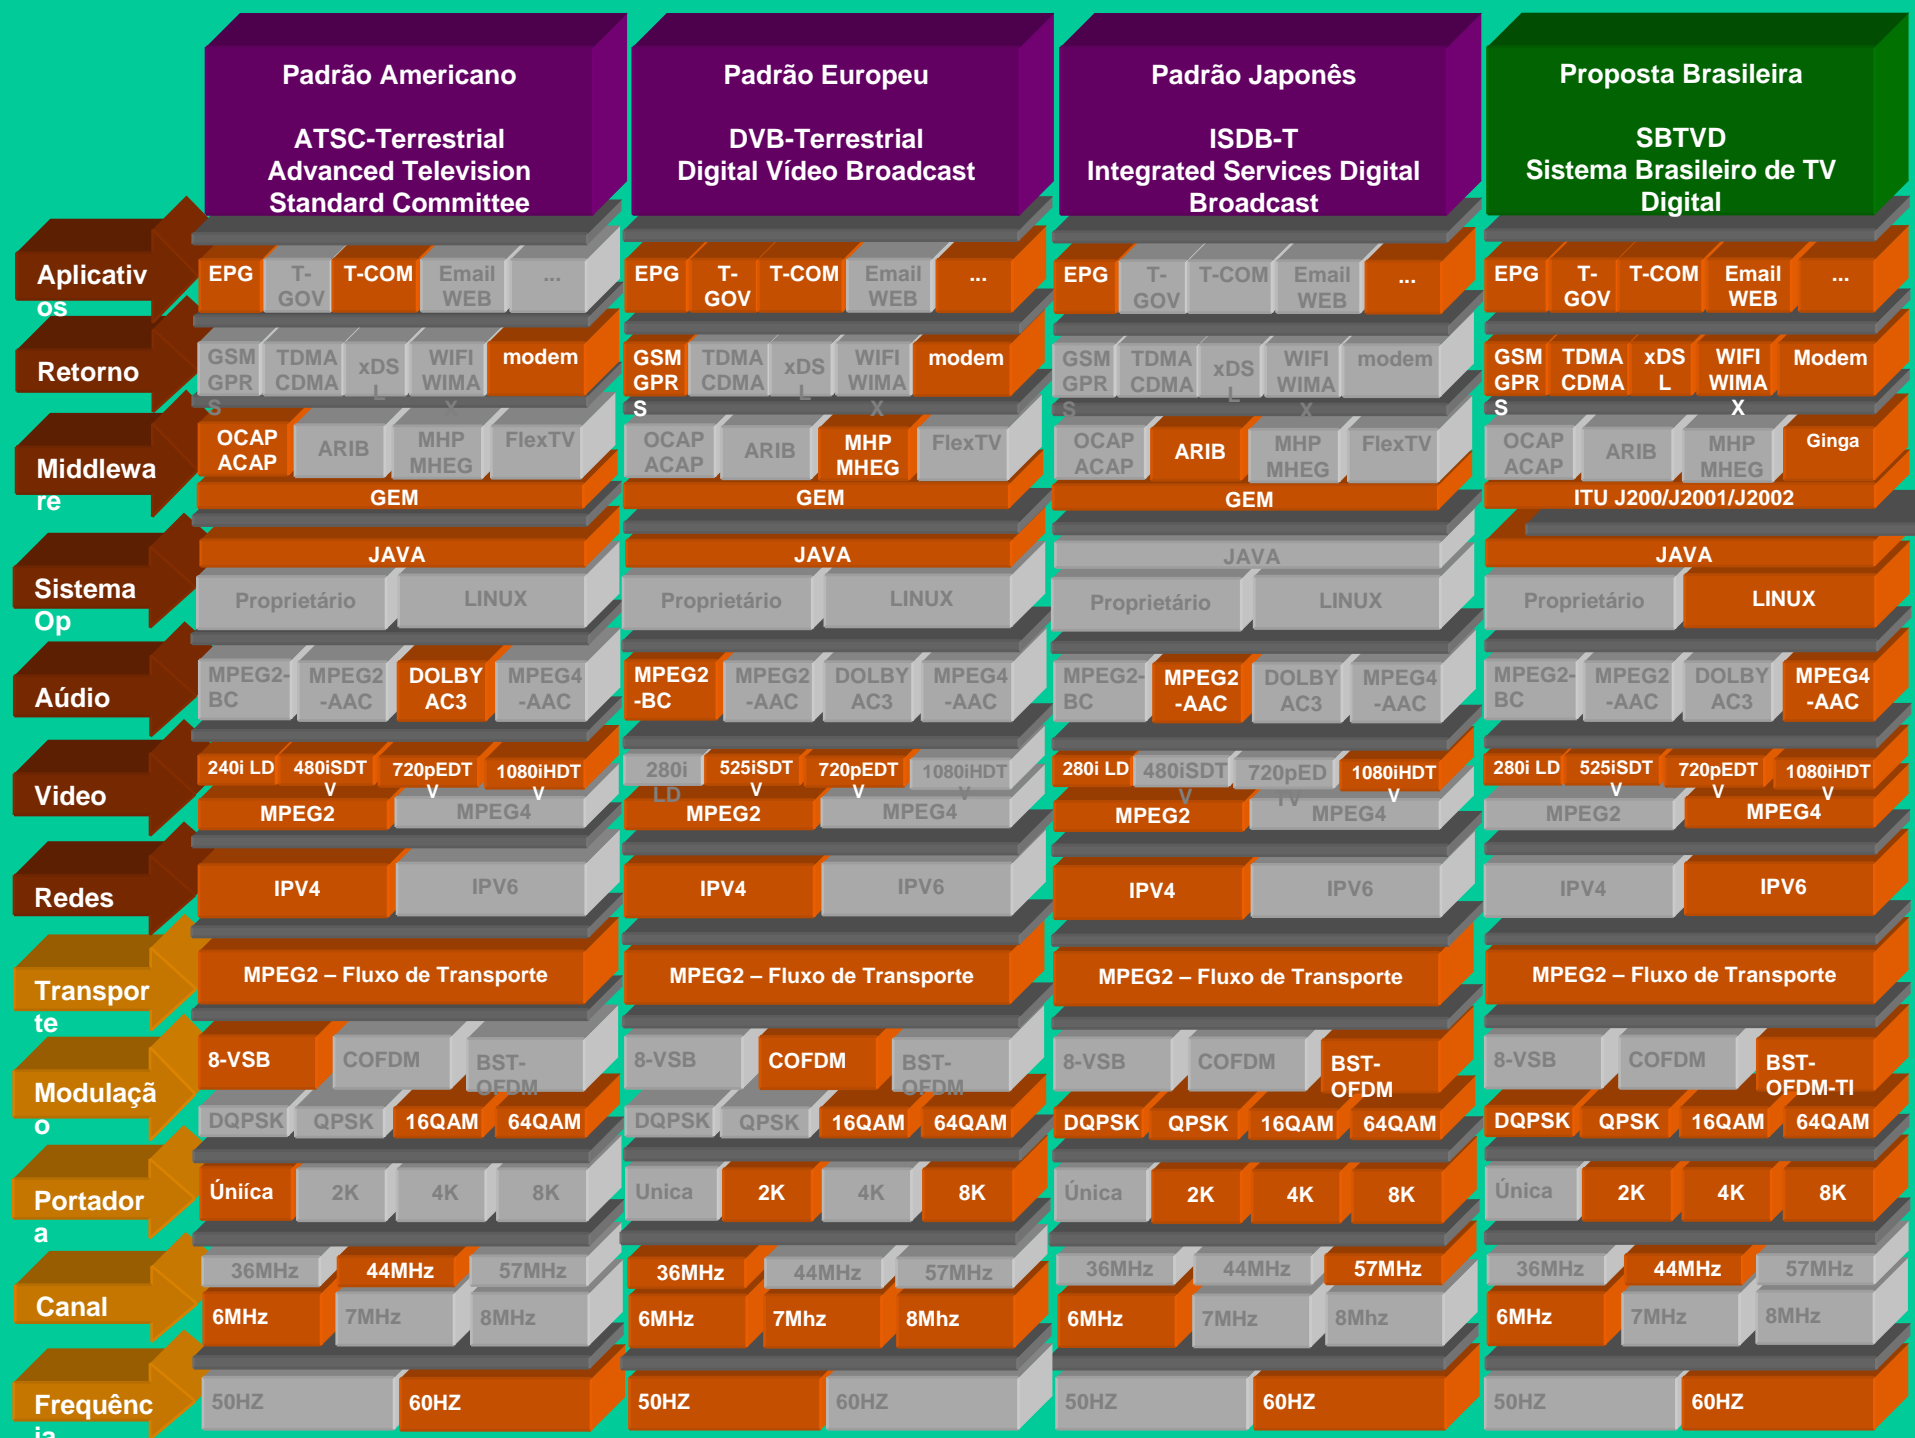 Padrão Americano
ATSC-Terrestrial
Advanced Television
Standard Committee
Padrão Europeu
DVB-Terrestrial
Digital Vídeo Broadcast
Padrão Japonês
ISDB-T
Integrated Services Digital
Broadcast
Proposta Brasileira
SBTVD
Sistema Brasileiro de TV
Digital
Aplicativ
os
EPG T- T-COM Email ...
GOV WEB
EPG T- T-COM Email ...
GOV WEB
EPG T- T-COM Email ...
GOV WEB
EPG T- T-COM Email ...
GOV WEB
Retorno
GSM TDMA xDS WIFI modem
GPR CDMA L WIMA
S X
GSM TDMA xDS WIFI modem
GPR CDMA L WIMA
S X
GSM TDMA xDS WIFI modem
GPR CDMA L WIMA
S X
GSM TDMA xDS WIFI Modem
GPR CDMA L WIMA
S X
Middlewa
re
OCAP ARIB MHP FlexTV
ACAP MHEG
GEM
OCAP ARIB MHP FlexTV
ACAP MHEG
GEM
OCAP ARIB MHP FlexTV
ACAP MHEG
GEM
OCAP ARIB MHP Ginga
ACAP MHEG
ITU J200/J2001/J2002
Sistema
Op
JAVA
Proprietário LINUX
JAVA
Proprietário LINUX
JAVA
Proprietário LINUX
JAVA
Proprietário LINUX
Aúdio
MPEG2- MPEG2 DOLBY MPEG4
BC -AAC AC3 -AAC
MPEG2 MPEG2 DOLBY MPEG4
-BC -AAC AC3 -AAC
MPEG2- MPEG2 DOLBY MPEG4
BC -AAC AC3 -AAC
MPEG2- MPEG2 DOLBY MPEG4
BC -AAC AC3 -AAC
Video
240i LD 480iSDT 720pEDT 1080iHDT
V V V
MPEG2 MPEG4
280i 525iSDT 720pEDT 1080iHDT
LD V V V
MPEG2 MPEG4
280i LD 480iSDT 720pED 1080iHDT
V TV V
MPEG2 MPEG4
280i LD 525iSDT 720pEDT 1080iHDT
V V V
MPEG2 MPEG4
Redes
IPV4 IPV6
IPV4 IPV6
IPV4 IPV6
IPV4 IPV6
Transpor
te
MPEG2 – Fluxo de Transporte
MPEG2 – Fluxo de Transporte
MPEG2 – Fluxo de Transporte
MPEG2 – Fluxo de Transporte
Modulaçã
o
8-VSB COFDM BST-
OFDM
DQPSK QPSK 16QAM 64QAM
8-VSB COFDM BST-
OFDM
DQPSK QPSK 16QAM 64QAM
8-VSB COFDM BST-
OFDM
DQPSK QPSK 16QAM 64QAM
8-VSB COFDM BST-
OFDM-TI
DQPSK QPSK 16QAM 64QAM
Portador
a
Úniíca 2K 4K 8K
Unica 2K 4K 8K
Única 2K 4K 8K
Única 2K 4K 8K
Canal
36MHz 44MHz 57MHz
6MHz 7MHz 8MHz
36MHz 44MHz 57MHz
6MHz 7Mhz 8Mhz
36MHz 44MHz 57MHz
6MHz 7MHz 8Mhz
36MHz 44MHz 57MHz
6MHz 7MHz 8MHz
Frequênc
ia
50HZ 60HZ
50HZ 60HZ
50HZ 60HZ
50HZ 60HZ